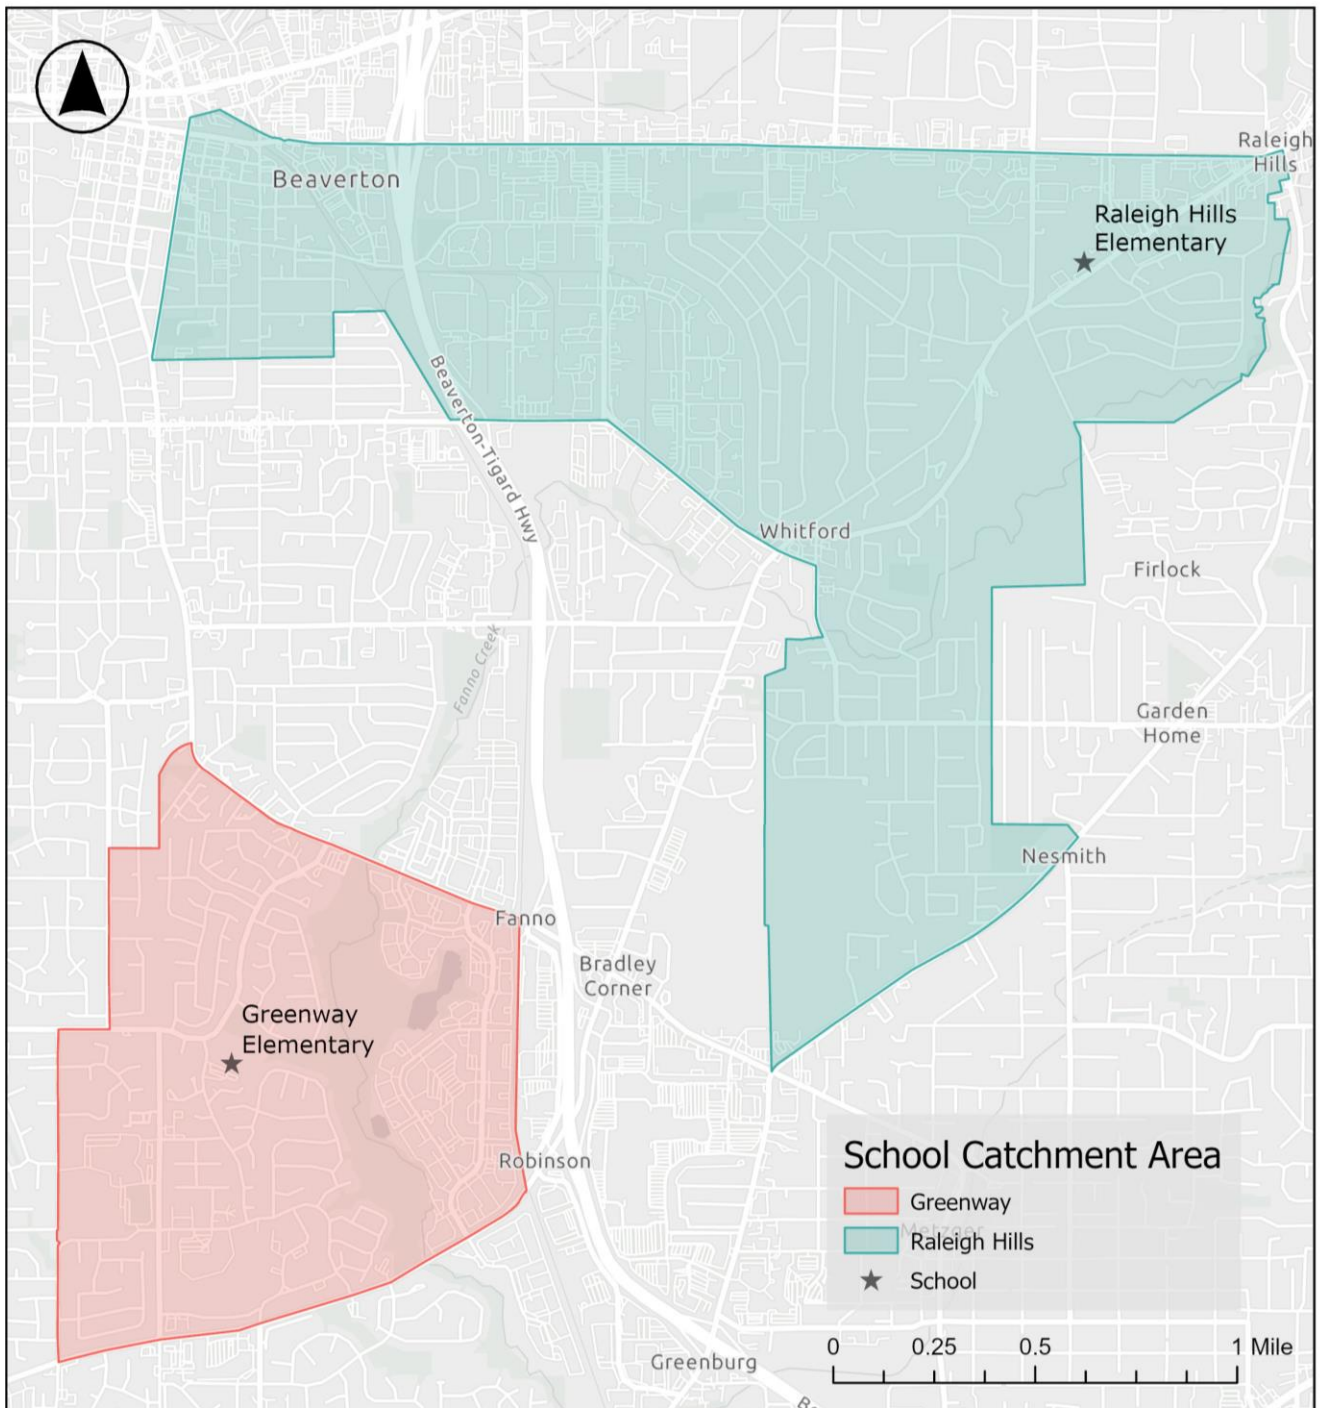 Raleigh
Hills
Beaverton
Raleigh Hills
Elementary
Beaverton-Tigard Hwy
Whitford
Firlock
Fanno Creek
Garden
Home
Nesmith
Fanno
Bradley
Corner
Greenway
Elementary
Robinson
School Catchment Area
Greenway
Metzger
Raleigh Hills
School
0 0.25 0.5 1 Mile
Greenburg